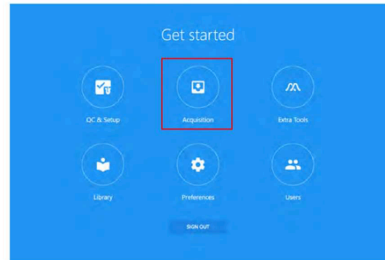 Get started
QC & Setup
Acquisition
Extra Tools
Library
Preferences
Users
SIGN OUT